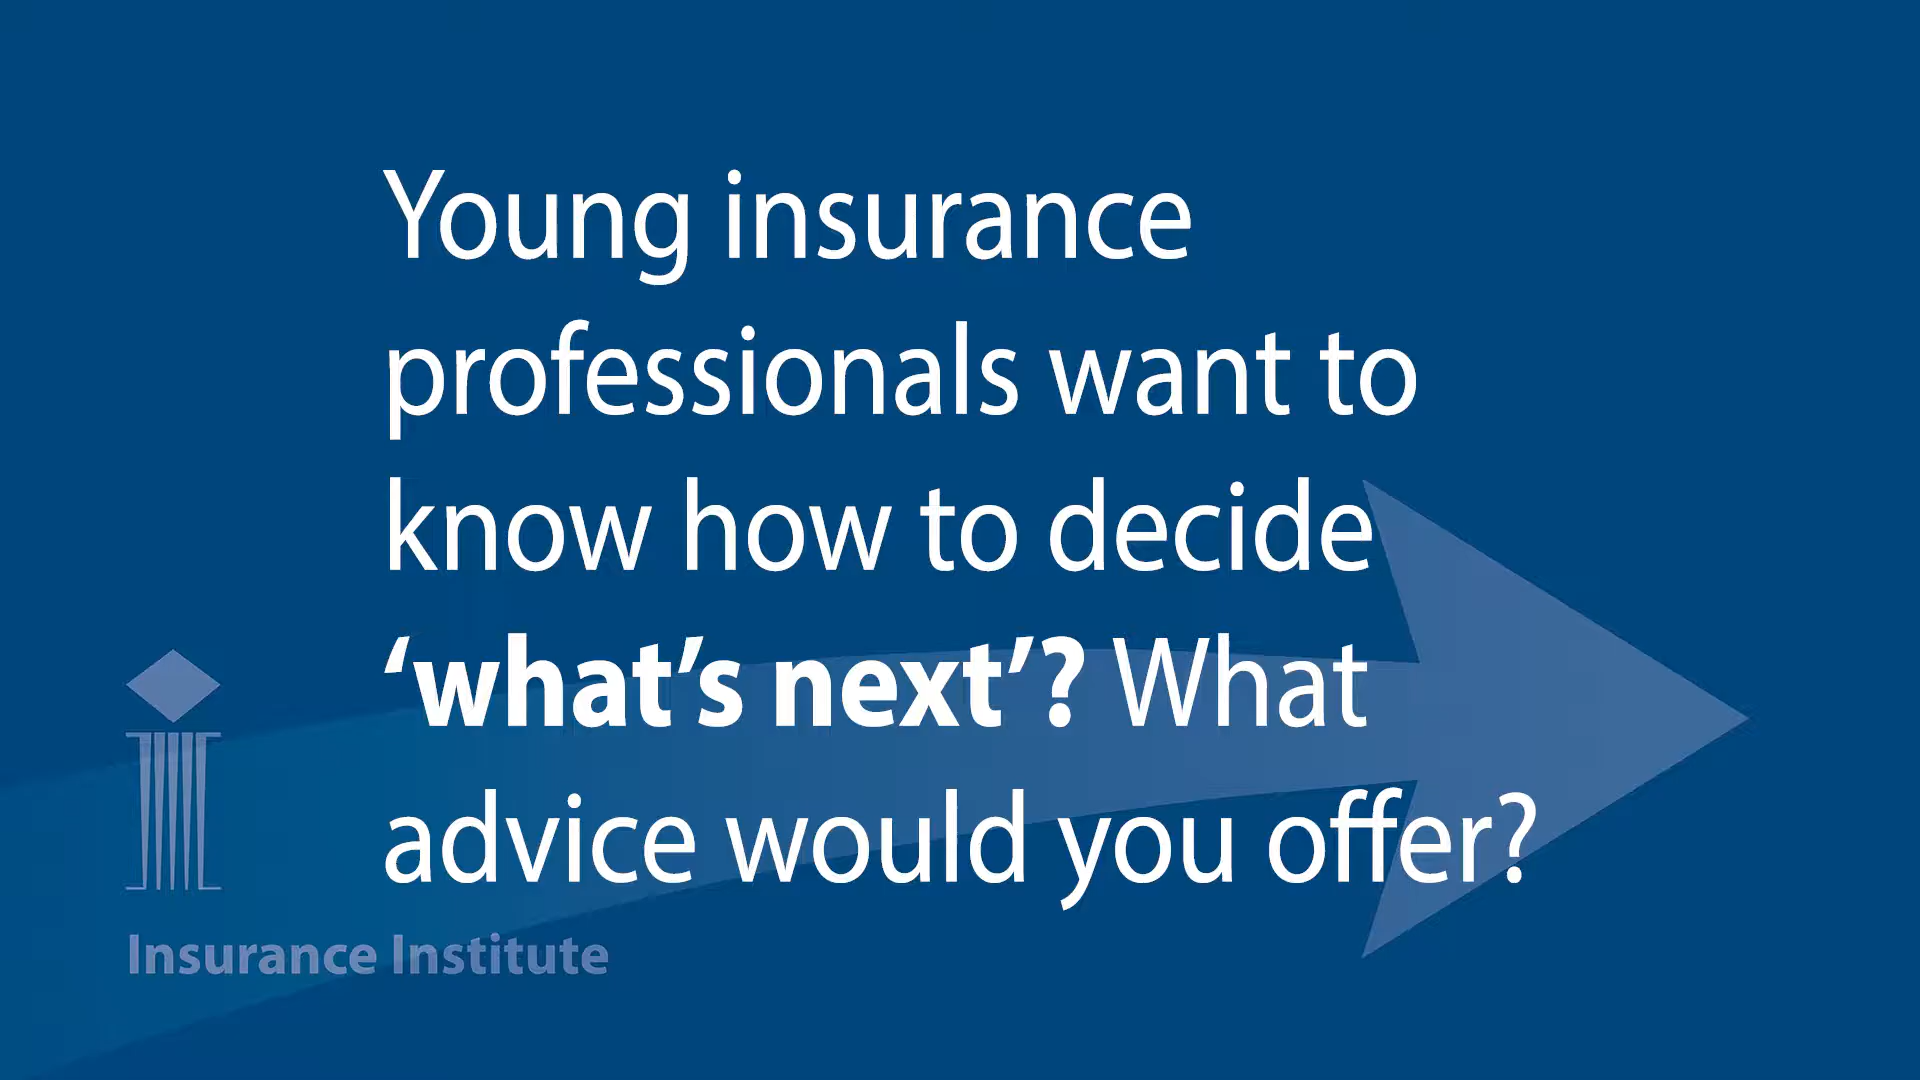 Young insurance
professionals want to
know how to decide
‘what’s next’? What
advice would you offer?
Insurance Institute